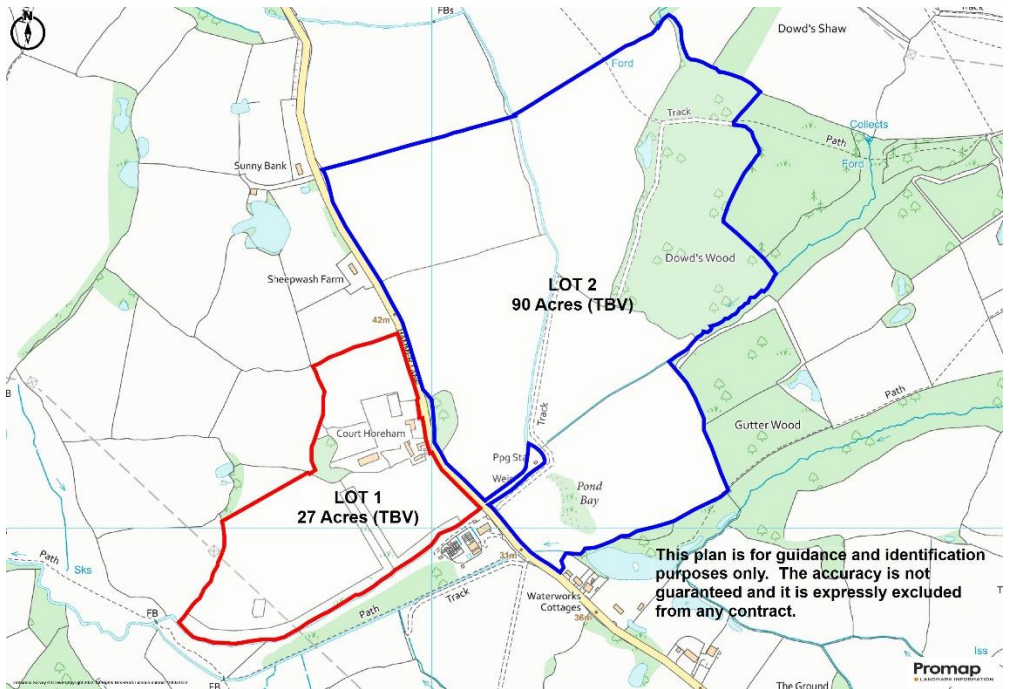 N
FBs
Track
Dowd's Shaw
Ford
Track
Collects
Path
Ford
Sunny Bank
Dowd's Wood
Sheepwash Farm
LOT 2
90 Acres (TBV)
42m
B
Path
Court Horeham
Gutter Wood
Track
Ppg Sta
Weir
Pond
Bay
LOT 1
27 Acres (TBV)
31m
Path
Sks
This plan is for guidance and identification
purposes only. The accuracy is not
guaranteed and it is expressly excluded
from any contract.
Waterworks
Cottages
Track
Path
FB
36m
T
Iss
FB
The Ground
Promap
LANDMARK INFORMATION